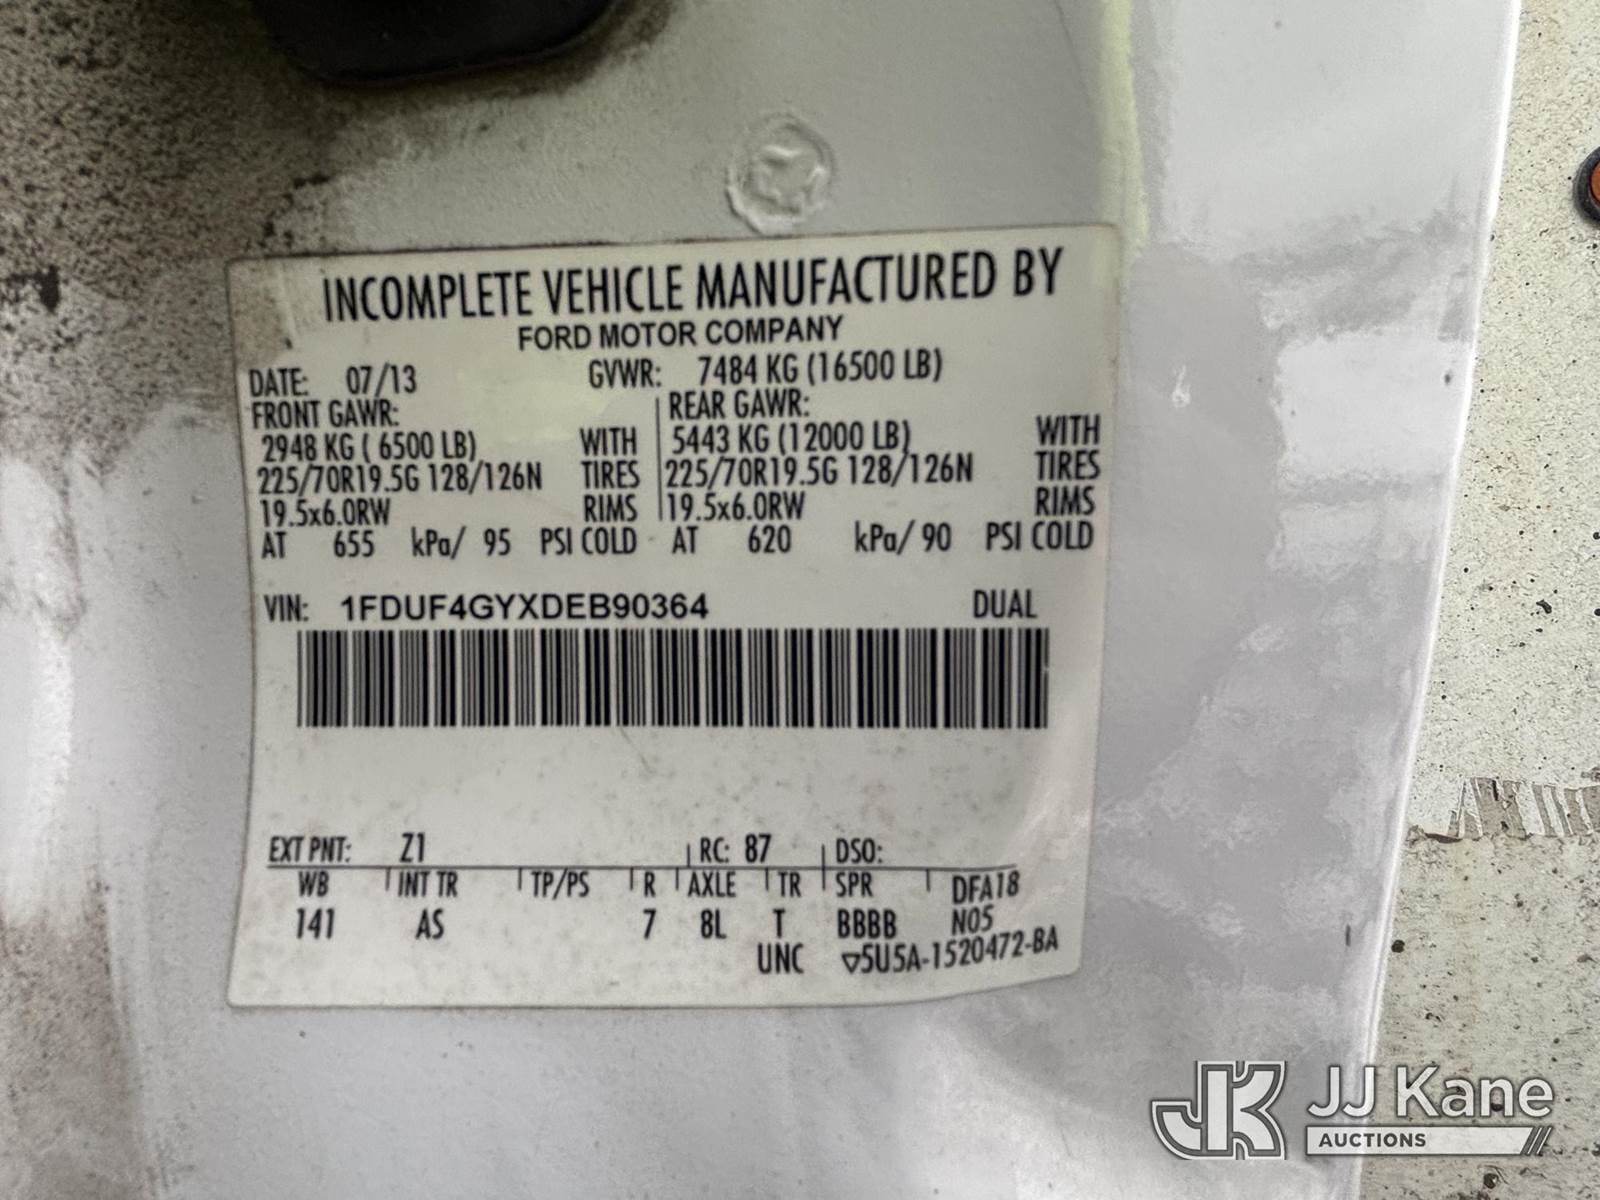 INCOMPLETE VEHICLE MANUFACTURED BY
FORD MOTOR COMPANY
DATE: 07/13 GVWR: 7484 KG (16500 LB)
FRONT GAWR: REAR GAWR:
2948 KG ( 6500 LB) WITH 5443 KG (12000 LB) WITH
225/70R19.5G 128/126N TIRES 225/70R19.5G 128/126N TIRES
19.5x6.0RW RIMS 19.5x6.0RW RIMS
AT 655 kPa/ 95 PSI COLD AT 620 kPa/ 90 PSI COLD
VIN: 1FDUF4GYXDEB90364 DUAL
EXT PNT: Z1 RC: 87 DSO:
WB INT TR TP/PS R AXLE TR SPR DFA18
141 AS 7 8L T BBBB N05
UNC ▽5U5A-1520472-BA
JK JJ Kane
AUCTIONS